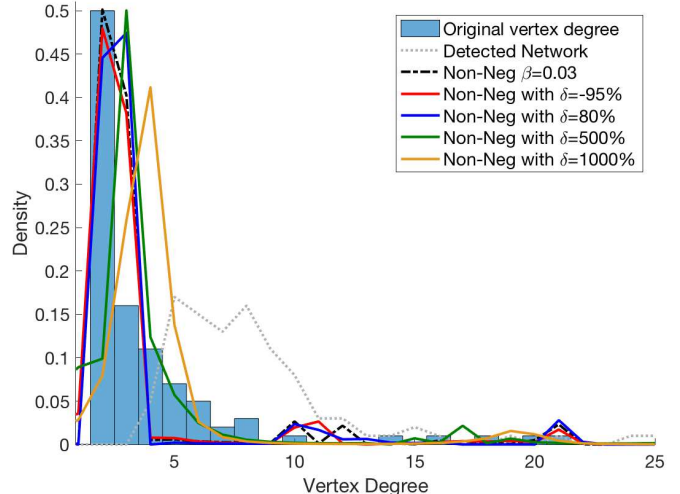 0.5
0.45
0.4
0.35
0.3
0.25
0.2
0.15
0.1
0.05
0
Density
5
10
15
20
25
Vertex Degree
Original vertex degree
Detected Network
Non-Neg β=0.03
Non-Neg with δ=-95%
Non-Neg with δ=80%
Non-Neg with δ=500%
Non-Neg with δ=1000%